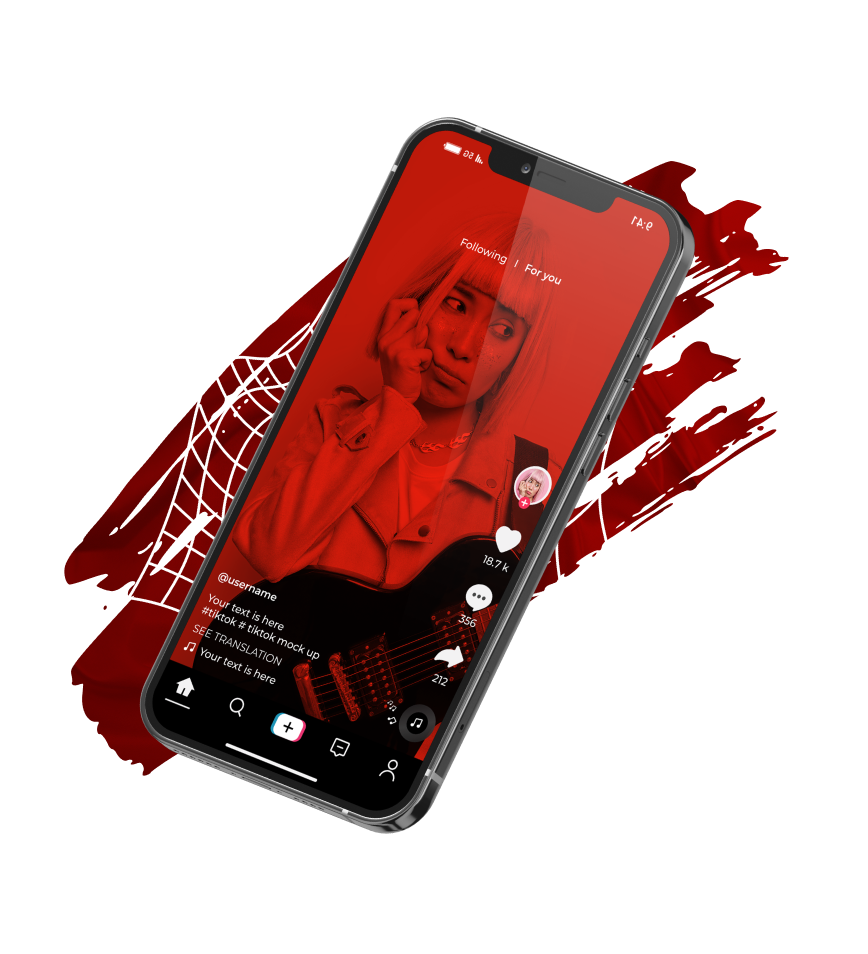 5G
9:41
Following | For you
18.7 k
356
212
@username
Your text is here
#tiktok # tiktok mock up
SEE TRANSLATION
Your text is here